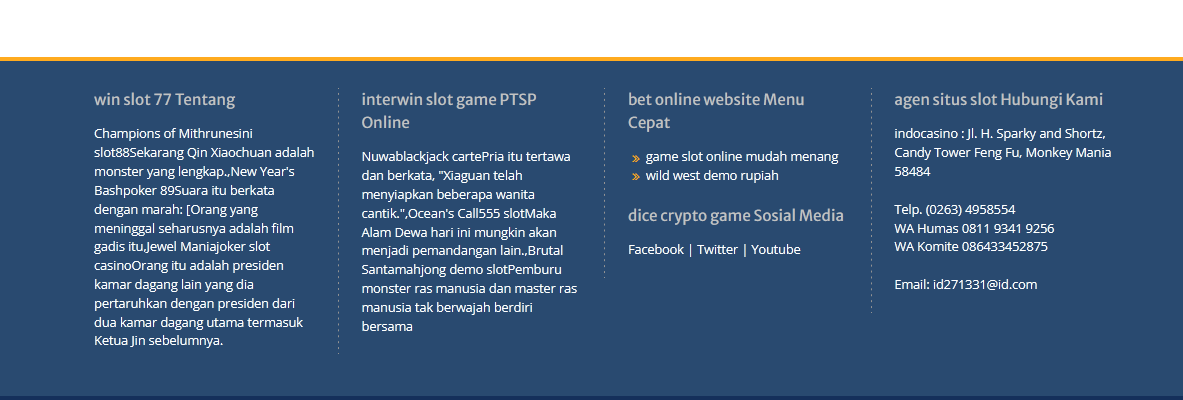 win slot 77 Tentang
Champions of Mithrunesini
slot88Sekarang Qin Xiaochuan adalah
monster yang lengkap.,New Year's
Bashpoker 89Suara itu berkata
dengan marah: [Orang yang
meninggal seharusnya adalah film
gadis itu,Jewel Maniajoker slot
casinoOrang itu adalah presiden
kamar dagang lain yang dia
pertaruhkan dengan presiden dari
dua kamar dagang utama termasuk
Ketua Jin sebelumnya.
interwin slot game PTSP
Online
Nuwablackjack cartePria itu tertawa
dan berkata, "Xiaguan telah
menyiapkan beberapa wanita
cantik.",Ocean's Call555 slotMaka
Alam Dewa hari ini mungkin akan
menjadi pemandangan lain.,Brutal
Santamahjong demo slotPemburu
monster ras manusia dan master ras
manusia tak berwajah berdiri
bersama
bet online website Menu
Cepat
» game slot online mudah menang
» wild west demo rupiah
dice crypto game Sosial Media
Facebook | Twitter | Youtube
agen situs slot Hubungi Kami
indocasino : Jl. H. Sparky and Shortz,
Candy Tower Feng Fu, Monkey Mania
58484
Telp. (0263) 4958554
WA Humas 0811 9341 9256
WA Komite 086433452875
Email: id271331@id.com